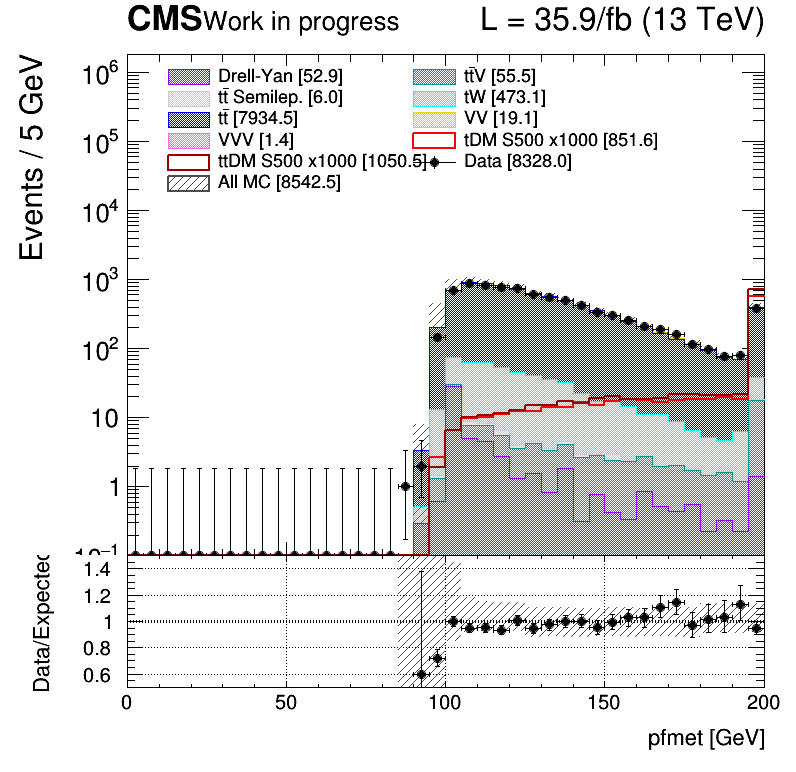 CMS Work in progress L = 35.9/fb (13 TeV)
Events / 5 GeV
Drell-Yan [52.9] tt̄V [55.5]
tt̄ Semilep. [6.0] tW [473.1]
tt̄ [7934.5] VV [19.1]
VVV [1.4] tDM S500 x1000 [851.6]
ttDM S500 x1000 [1050.5] Data [8328.0]
All MC [8542.5]
10⁶
10⁵
10⁴
10³
10²
10
1
10⁻¹
Data/Expected
1.4
1.2
1
0.8
0.6
0 50 100 150 200
pfmet [GeV]